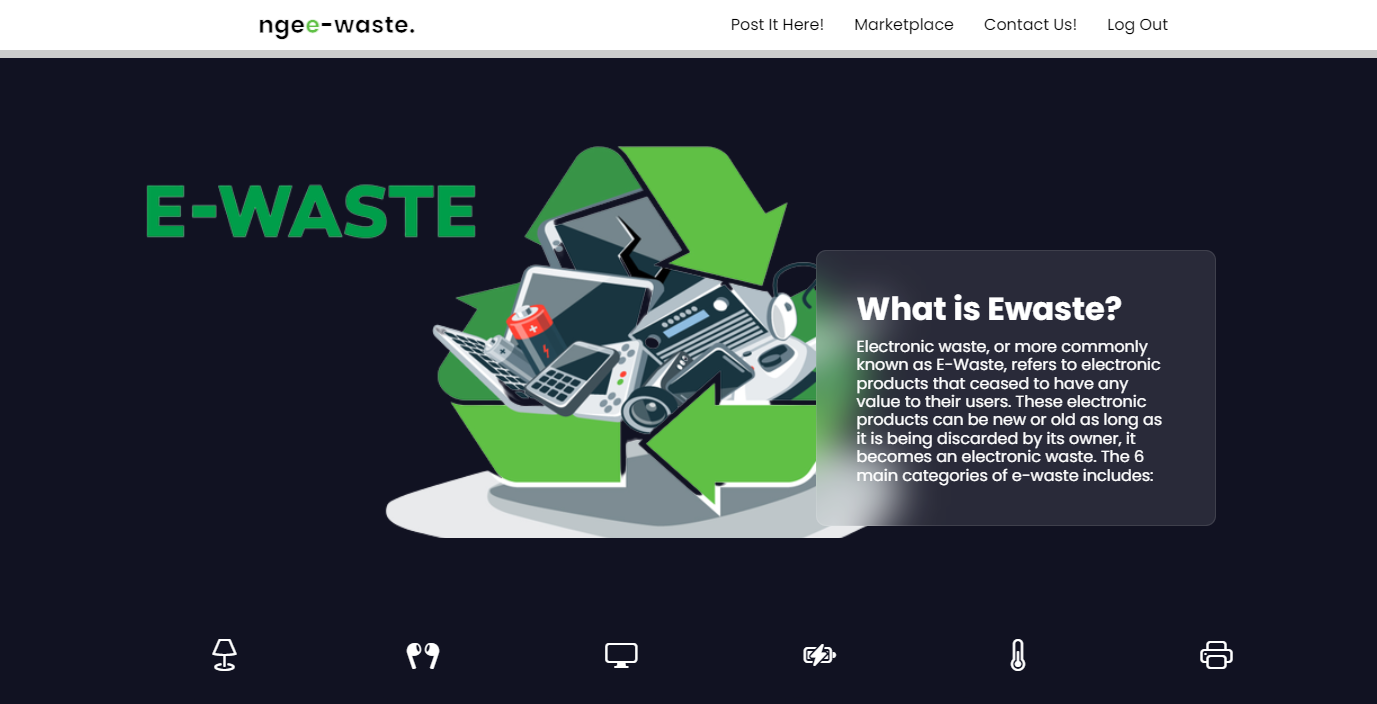 ngee-waste.
Post It Here! Marketplace Contact Us! Log Out
E-WASTE
What is Ewaste?
Electronic waste, or more commonly
known as E-Waste, refers to electronic
products that ceased to have any
value to their users. These electronic
products can be new or old as long as
it is being discarded by its owner, it
becomes an electronic waste. The 6
main categories of e-waste includes: